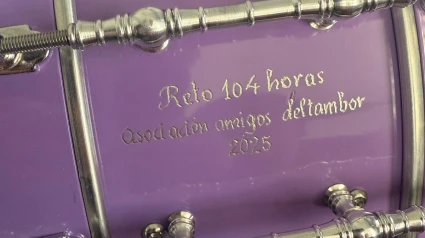 Reto 104 horas
Asociación amigos deltambor
2025